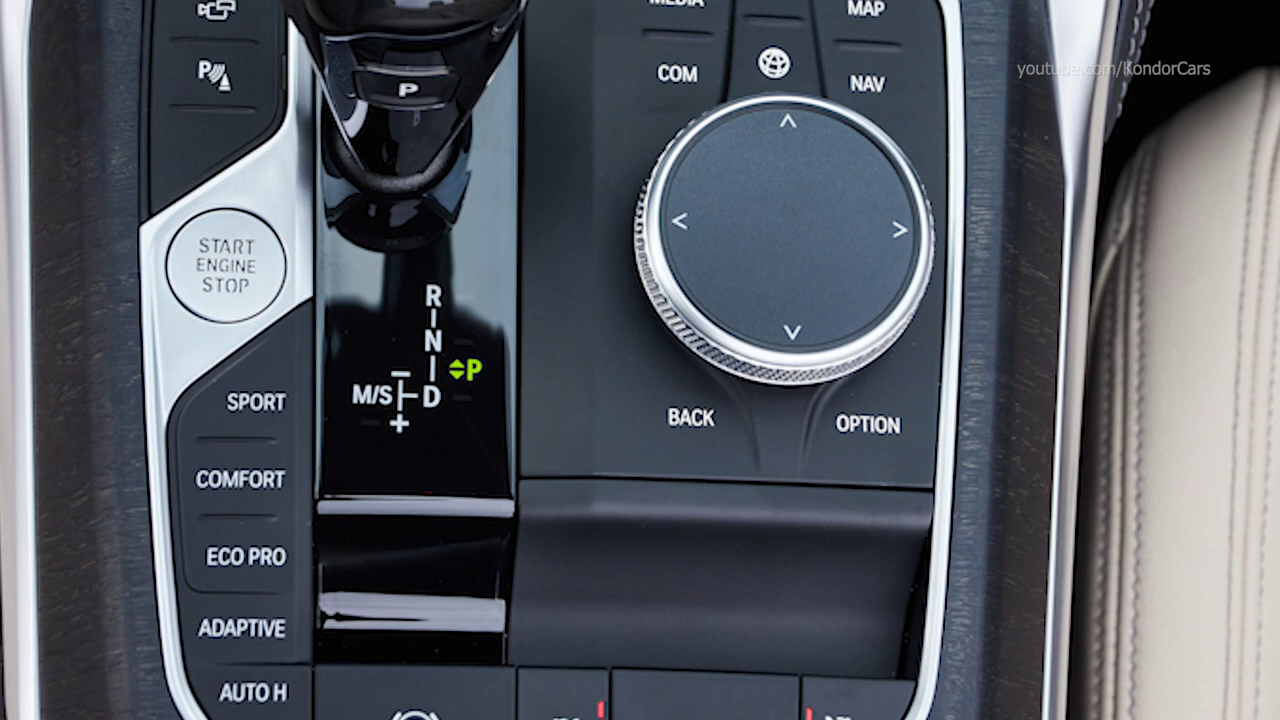 MEDIA
MAP
youtube.com/KondorCars
COM
NAV
P
P
START
ENGINE
STOP
R
N
P
M/S
D
SPORT
BACK
OPTION
COMFORT
ECO PRO
ADAPTIVE
AUTO H